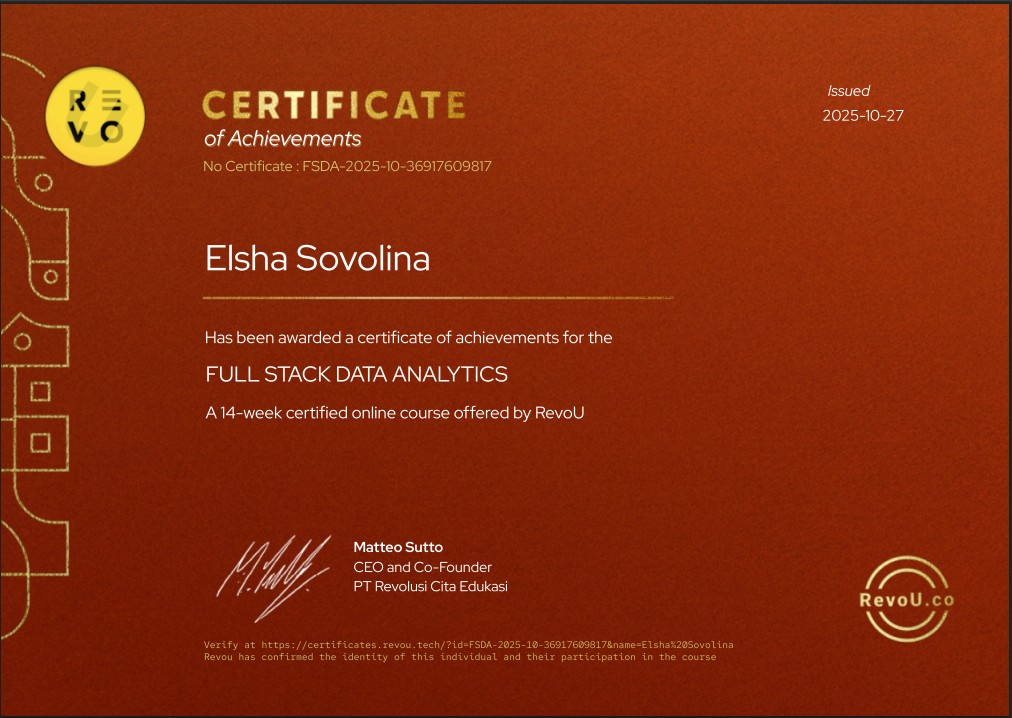 RE
VO
CERTIFICATE
of Achievements
No Certificate : FSDA-2025-10-36917609817
Issued
2025-10-27
Elsha Sovolina
Has been awarded a certificate of achievements for the
FULL STACK DATA ANALYTICS
A 14-week certified online course offered by RevoU
Matteo Sutto
CEO and Co-Founder
PT Revolusi Cita Edukasi
RevoU.co
Verify at https://certificates.revou.tech/?id=FSDA-2025-10-36917609817&name=Elsha%20Sovolina
Revou has confirmed the identity of this individual and their participation in the course